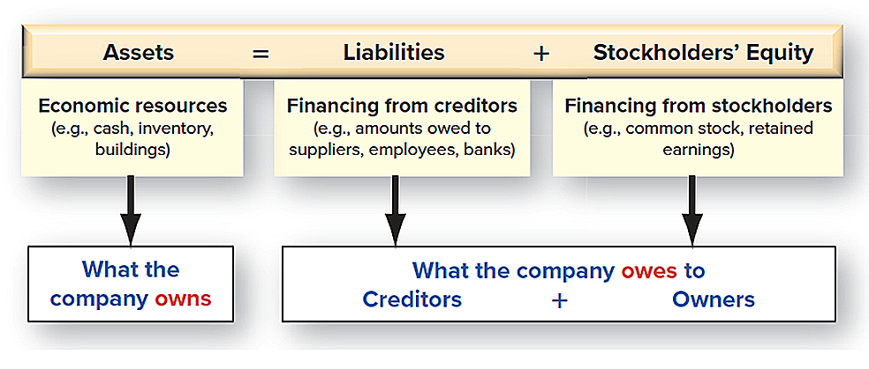 Assets = Liabilities + Stockholders’ Equity
Economic resources
(e.g., cash, inventory,
buildings)
Financing from creditors
(e.g., amounts owed to
suppliers, employees, banks)
Financing from stockholders
(e.g., common stock, retained
earnings)
What the
company owns
What the company owes to
Creditors + Owners